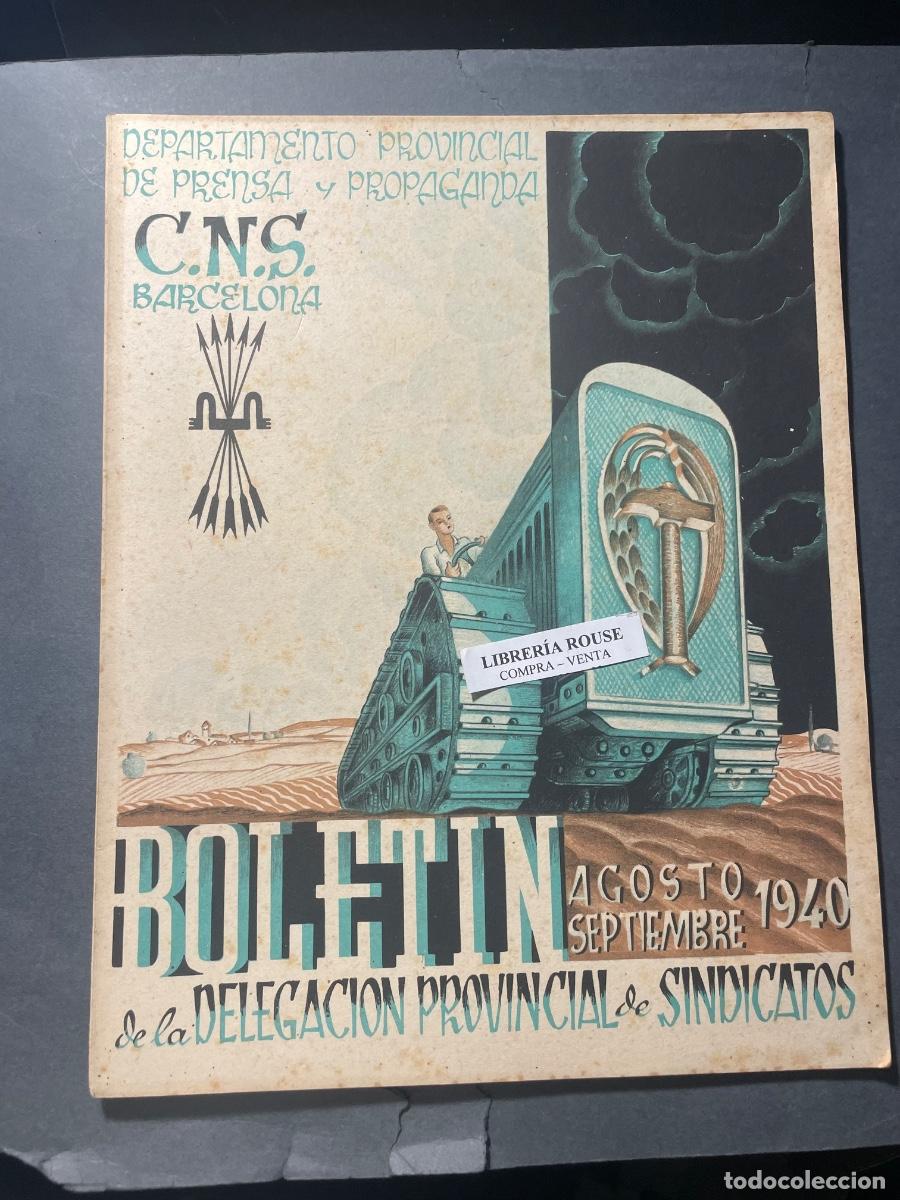 DEPARTAMENTO PROVINCIAL
DE PRENSA y PROPAGANDA
C.N.S.
BARCELONA
LIBRERÍA ROUSE
COMPRA – VENTA
BOLETIN
AGOSTO
SEPTIEMBRE
1940
de la DELEGACION PROVINCIAL de SINDICATOS
todocoleccion